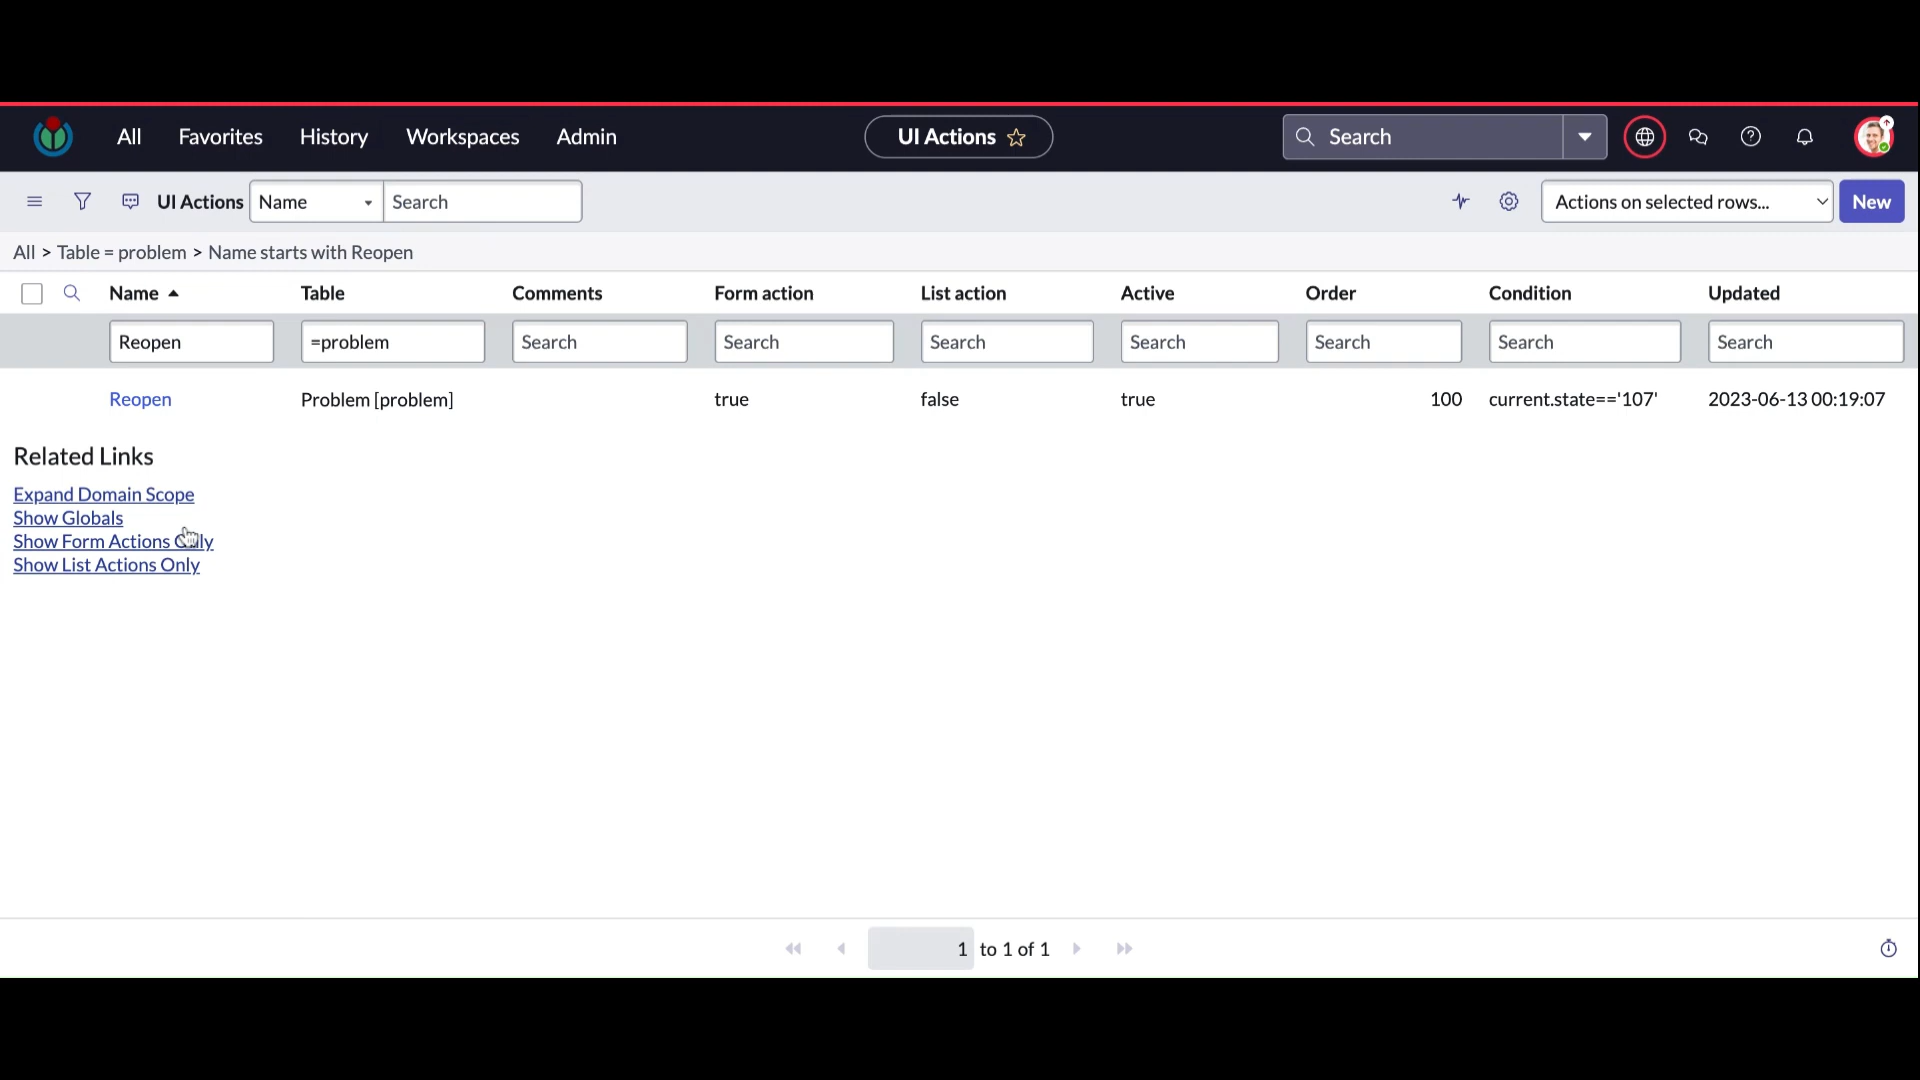 All Favorites History Workspaces Admin UI Actions Search
UI Actions Name Search Actions on selected rows... New
All > Table = problem > Name starts with Reopen
Name Table Comments Form action List action Active Order Condition Updated
Reopen =problem Search Search Search Search Search Search Search
Reopen Problem [problem] true false true 100 current.state=='107' 2023-06-13 00:19:07
Related Links
Expand Domain Scope
Show Globals
Show Form Actions Only
Show List Actions Only
1 to 1 of 1